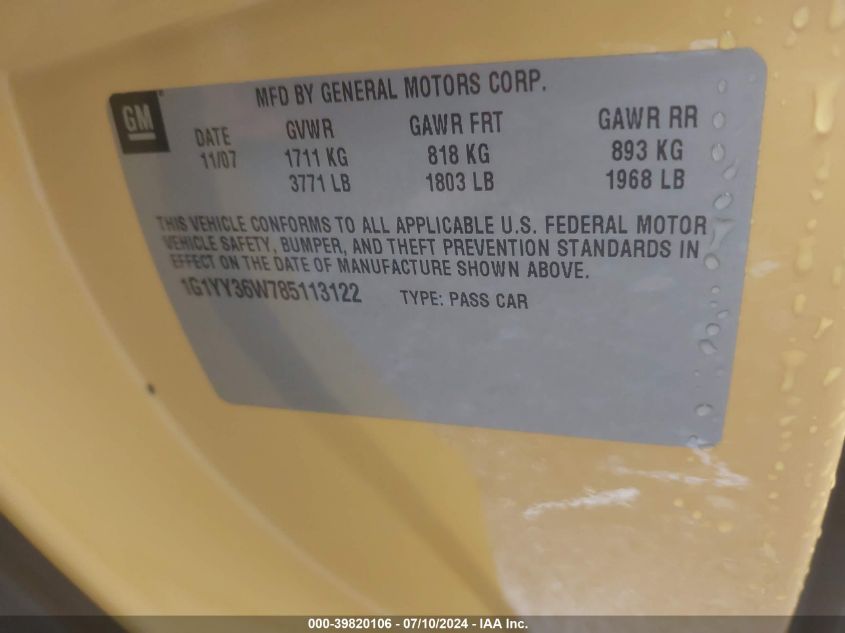 GM
MFD BY GENERAL MOTORS CORP.
DATE GVWR GAWR FRT GAWR RR
11/07 1711 KG 818 KG 893 KG
3771 LB 1803 LB 1968 LB
THIS VEHICLE CONFORMS TO ALL APPLICABLE U.S. FEDERAL MOTOR
VEHICLE SAFETY, BUMPER, AND THEFT PREVENTION STANDARDS IN
EFFECT ON THE DATE OF MANUFACTURE SHOWN ABOVE.
1G1YY36W785113122 TYPE: PASS CAR
000-39820106 - 07/10/2024 - IAA Inc.